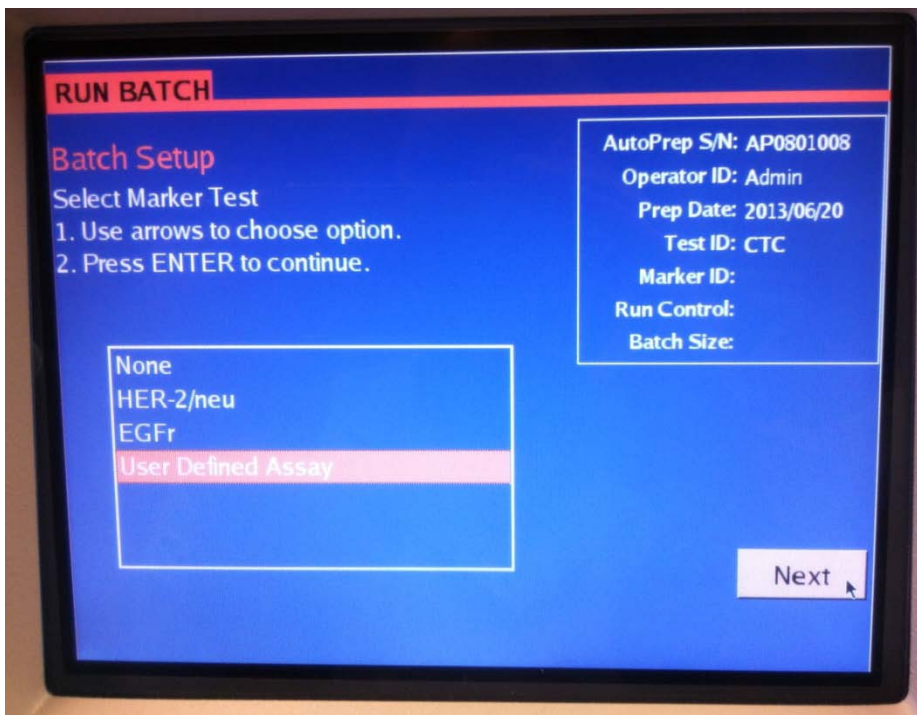 RUN BATCH
Batch Setup
Select Marker Test
1. Use arrows to choose option.
2. Press ENTER to continue.
AutoPrep S/N: AP0801008
Operator ID: Admin
Prep Date: 2013/06/20
Test ID: CTC
Marker ID:
Run Control:
Batch Size:
None
HER-2/neu
EGFr
User Defined Assay
Next